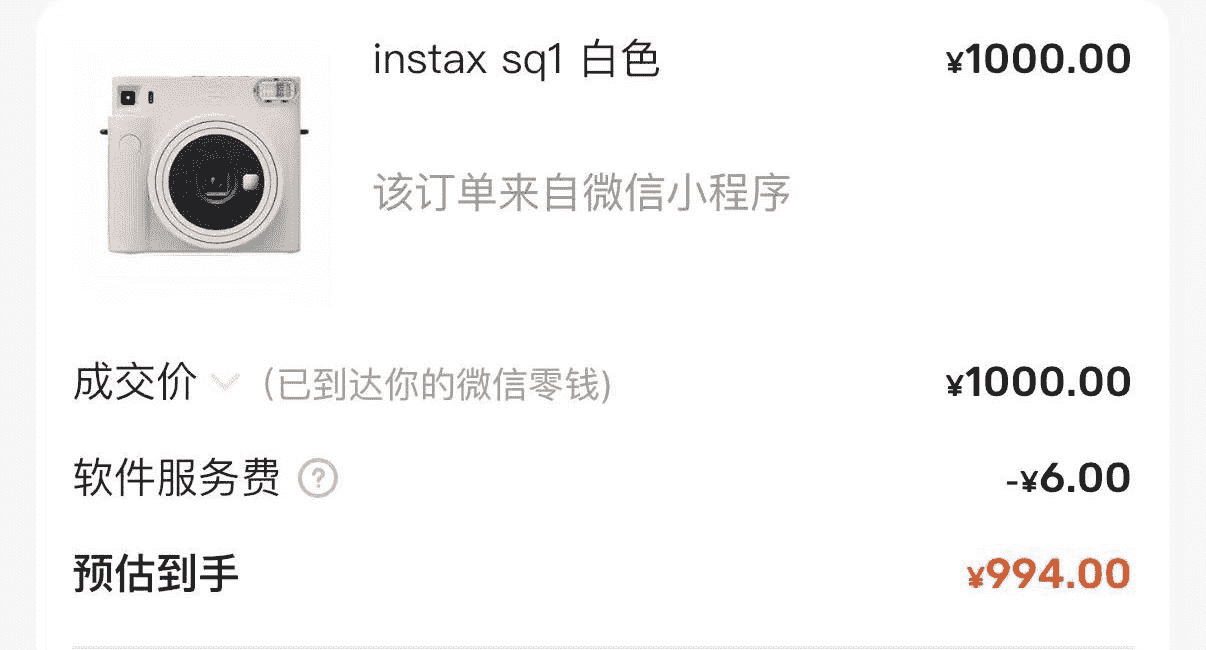 instax sq1 白色 ¥1000.00
该订单来自微信小程序
成交价 (已到达你的微信零钱) ¥1000.00
软件服务费 ? -¥6.00
预估到手 ¥994.00